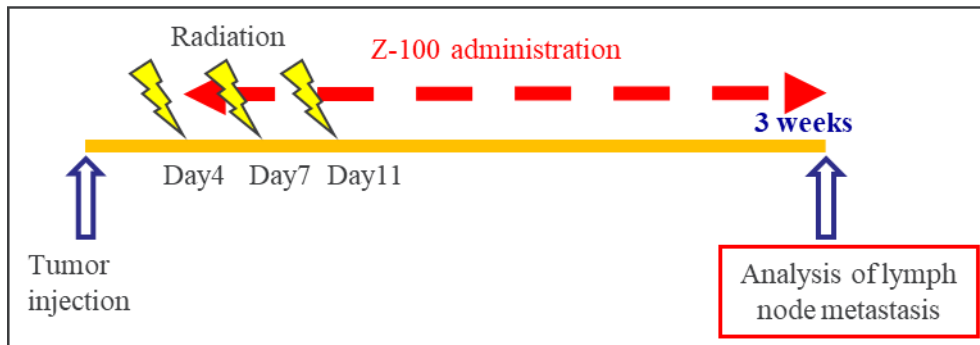 Radiation
Z-100 administration
3 weeks
Day4 Day7 Day11
Tumor
injection
Analysis of lymph
node metastasis